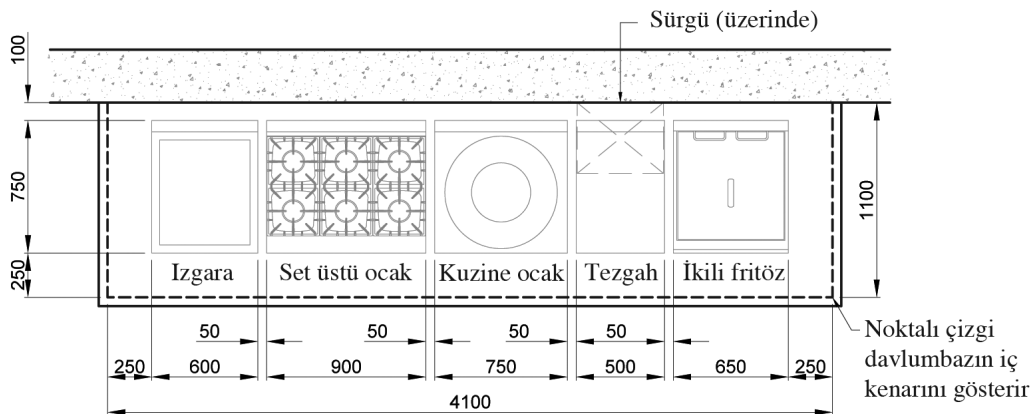 Sürgü (üzerinde)
100
750
250
1100
Izgara
Set üstü ocak
Kuzine ocak
Tezgah
İkili fritöz
50
50
50
50
250
600
900
750
500
650
250
4100
Noktalı çizgi
davlumbazın iç
kenarını gösterir